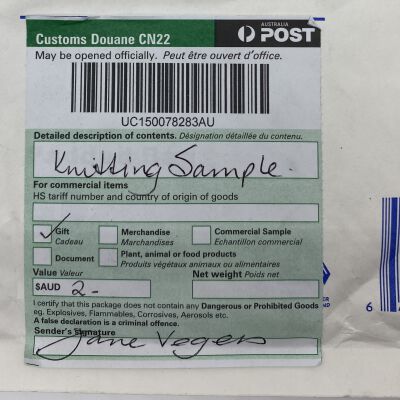 Customs Douane CN22
AUSTRALIA
POST
May be opened officially. Peut être ouvert d'office.
UC150078283AU
Detailed description of contents. Désignation détaillée du contenu.
Knitting Sample.
For commercial items
HS tariff number and country of origin of goods
Gift Cadeau
Merchandise Marchandises
Commercial Sample Echantillon commercial
Document
Plant, animal or food products Produits végétaux animaux ou alimentaires
Value Valeur
Net weight Poids net
$AUD 2-
I certify that this package does not contain any Dangerous or Prohibited Goods
eg. Explosives, Flammables, Corrosives, Aerosols etc.
A false declaration is a criminal offence.
Sender's signature
Jane Vegers
6